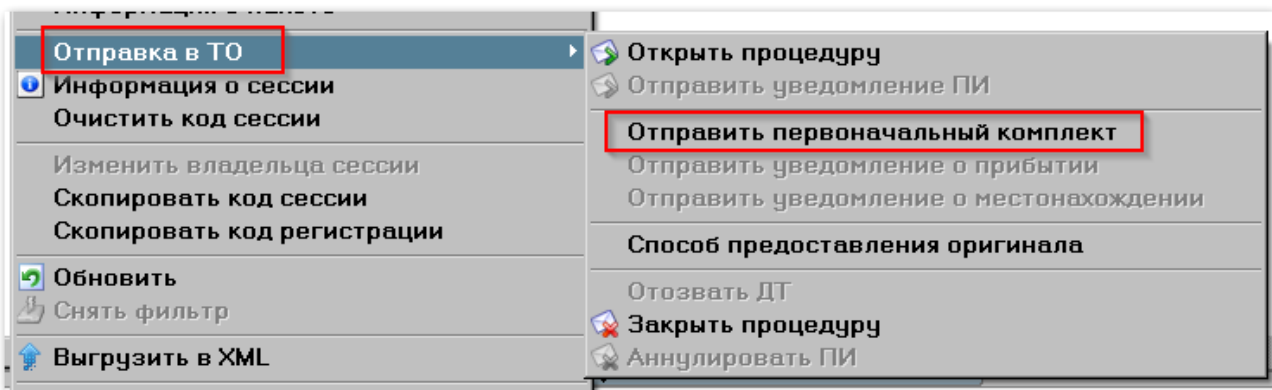 Отправка в ТО
Информация о сессии
Очистить код сессии
Изменить владельца сессии
Скопировать код сессии
Скопировать код регистрации
Обновить
Снять фильтр
Выгрузить в XML
Открыть процедуру
Отправить уведомление ПИ
Отправить первоначальный комплект
Отправить уведомление о прибытии
Отправить уведомление о местонахождении
Способ предоставления оригинала
Отозвать ДТ
Закрыть процедуру
Аннулировать ПИ